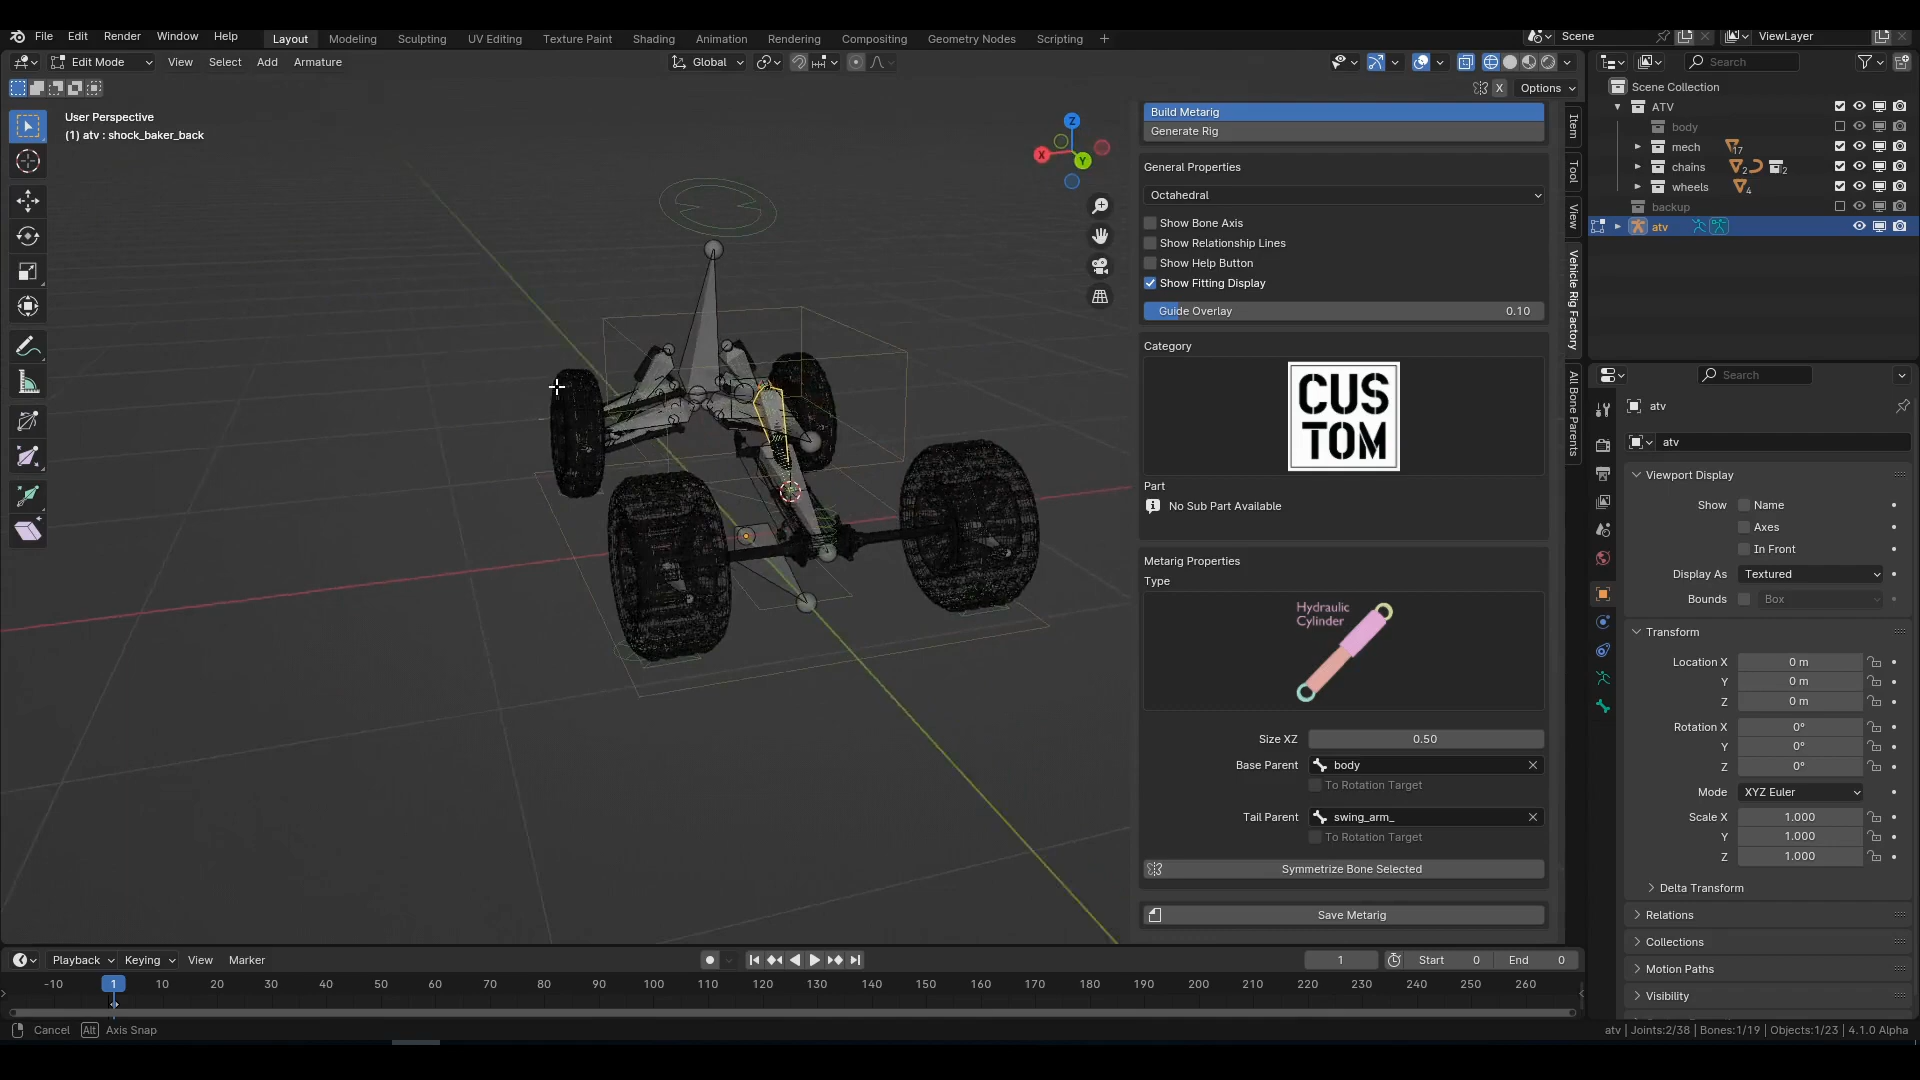 File Edit Render Window Help Layout Modeling Sculpting UV Editing Texture Paint Shading Animation Rendering Compositing Geometry Nodes Scripting + Scene ViewLayer
Edit Mode View Select Add Armature Global Search
X Options
User Perspective
(1) atv : shock_baker_back
Z
X
Y
Build Metarig
Generate Rig
General Properties
Octahedral
Show Bone Axis
Show Relationship Lines
Show Help Button
Show Fitting Display
Guide Overlay 0.10
Category
CUS
TOM
Part
No Sub Part Available
Metarig Properties
Type
Hydraulic
Cylinder
Size XZ 0.50
Base Parent body
To Rotation Target
Tail Parent swing_arm_
To Rotation Target
Symmetrize Bone Selected
Save Metarig
Item
Tool
View
Vehicle Rig Factory
All Bone Parents
Scene Collection
ATV
body
mech 17
chains 2 2
wheels 4
backup
atv
Search
atv
atv
Viewport Display
Show Name
Axes
In Front
Display As Textured
Bounds Box
Transform
Location X 0 m
Y 0 m
Z 0 m
Rotation X 0°
Y 0°
Z 0°
Mode XYZ Euler
Scale X 1.000
Y 1.000
Z 1.000
Delta Transform
Relations
Collections
Motion Paths
Visibility
Playback Keying View Marker 1 Start 0 End 0
-10 1 10 20 30 40 50 60 70 80 90 100 110 120 130 140 150 160 170 180 190 200 210 220 230 240 250 260
Cancel Alt Axis Snap atv | Joints:2/38 | Bones:1/19 | Objects:1/23 | 4.1.0 Alpha